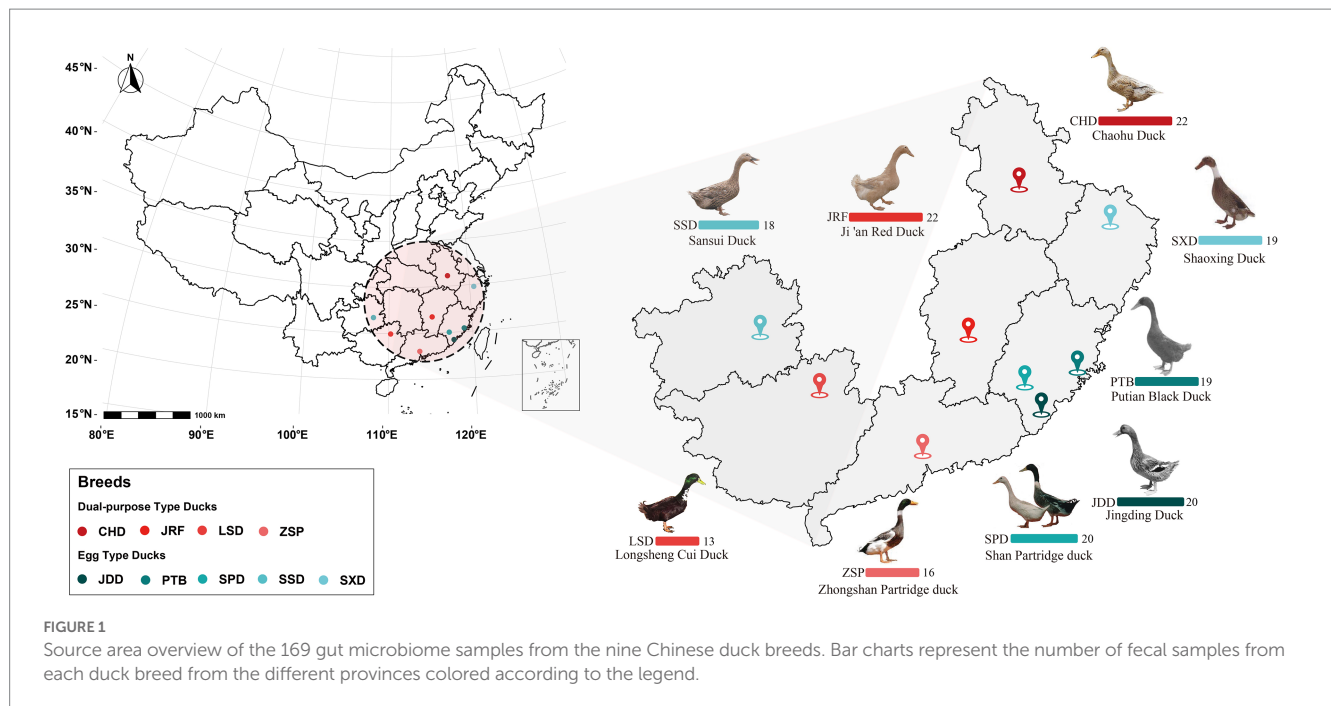 N
45°N
40°N
35°N
30°N
25°N
20°N
15°N
1000 km
80°E
90°E
100°E
110°E
120°E
CHD 22
Chaohu Duck
SSD 18
Sansui Duck
JRF 22
Ji 'an Red Duck
SXD 19
Shaoxing Duck
PTB 19
Putian Black Duck
JDD 20
Jingding Duck
LSD 13
Longsheng Cui Duck
ZSP 16
Zhongshan Partridge duck
SPD 20
Shan Partridge duck
Breeds
Dual-purpose Type Ducks
CHD JRF LSD ZSP
Egg Type Ducks
JDD PTB SPD SSD SXD
FIGURE 1
Source area overview of the 169 gut microbiome samples from the nine Chinese duck breeds. Bar charts represent the number of fecal samples from
each duck breed from the different provinces colored according to the legend.